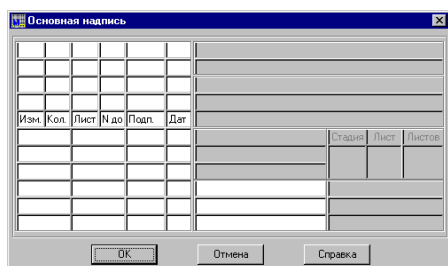 Основная надпись
Изм. Кол. Лист N до Подп. Дат
Стадия Лист Листов
OK Отмена Справка